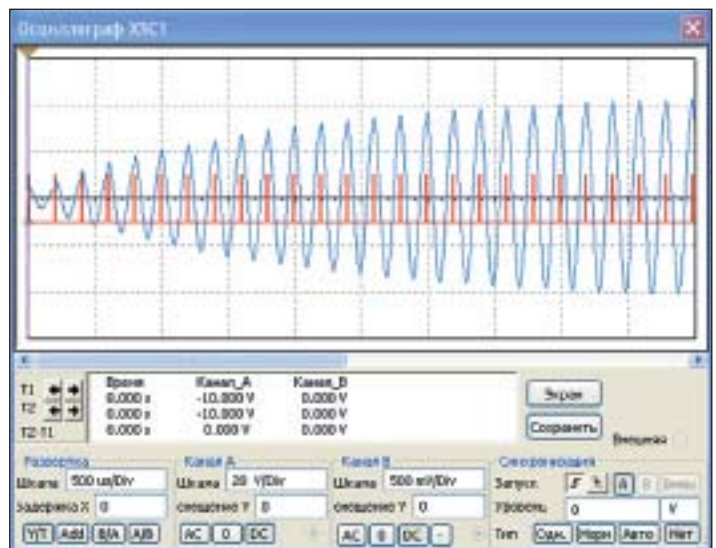 Осциллограф XSC1
Время Канал_A Канал_B
T1 0.000 s -10.000 V 0.000 V
T2 0.000 s -10.000 V 0.000 V
T2-T1 0.000 s 0.000 V 0.000 V
Экран
Сохранить
Внешняя
Развертка Канал A Канал B Синхронизация
Шкала 500 us/Div Шкала 20 V/Div Шкала 500 mV/Div Запуск A B
задержка X 0 смещение Y 0 смещение Y 0 Уровень 0 V
Y/T Add B/A A/B AC 0 DC AC 0 DC - Тип Одн. Норм Авто Нет